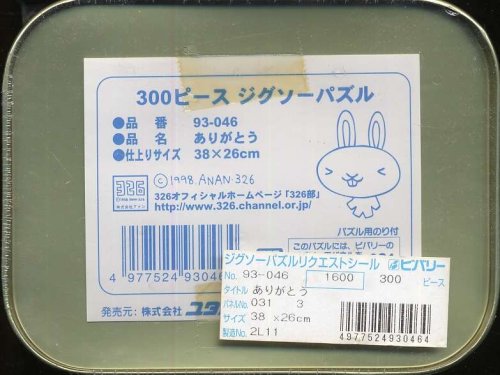 300ピース ジグソーパズル
●品 番 93-046
●品 名 ありがとう
●仕上りサイズ 38×26cm
326
©1998.ANAN.326
326オフィシャルホームページ「326部」
http://www.326.channel.or.jp/
パズル用のり付
このパズルには、ビバリーの
4 977524 93046
発売元: 株式会社 ユタ
ジグソーパズルリクエストシール ビバリー
No. 93-046 1600 300 ピース
タイトル ありがとう
パネルNo. 031 3
サイズ 38 ×26cm
製造No. 2L11
4977524930464